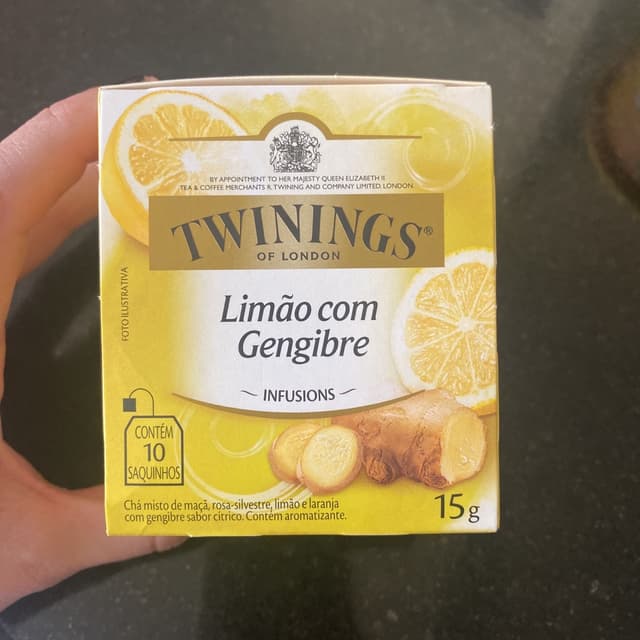 BY APPOINTMENT TO HER MAJESTY QUEEN ELIZABETH II
TEA & COFFEE MERCHANTS R. TWINING AND COMPANY LIMITED, LONDON.
TWININGS®
OF LONDON
FOTO ILUSTRATIVA
Limão com
Gengibre
INFUSIONS
CONTÉM
10
SAQUINHOS
Chá misto de maçã, rosa-silvestre, limão e laranja
com gengibre sabor cítrico. Contém aromatizante.
15g